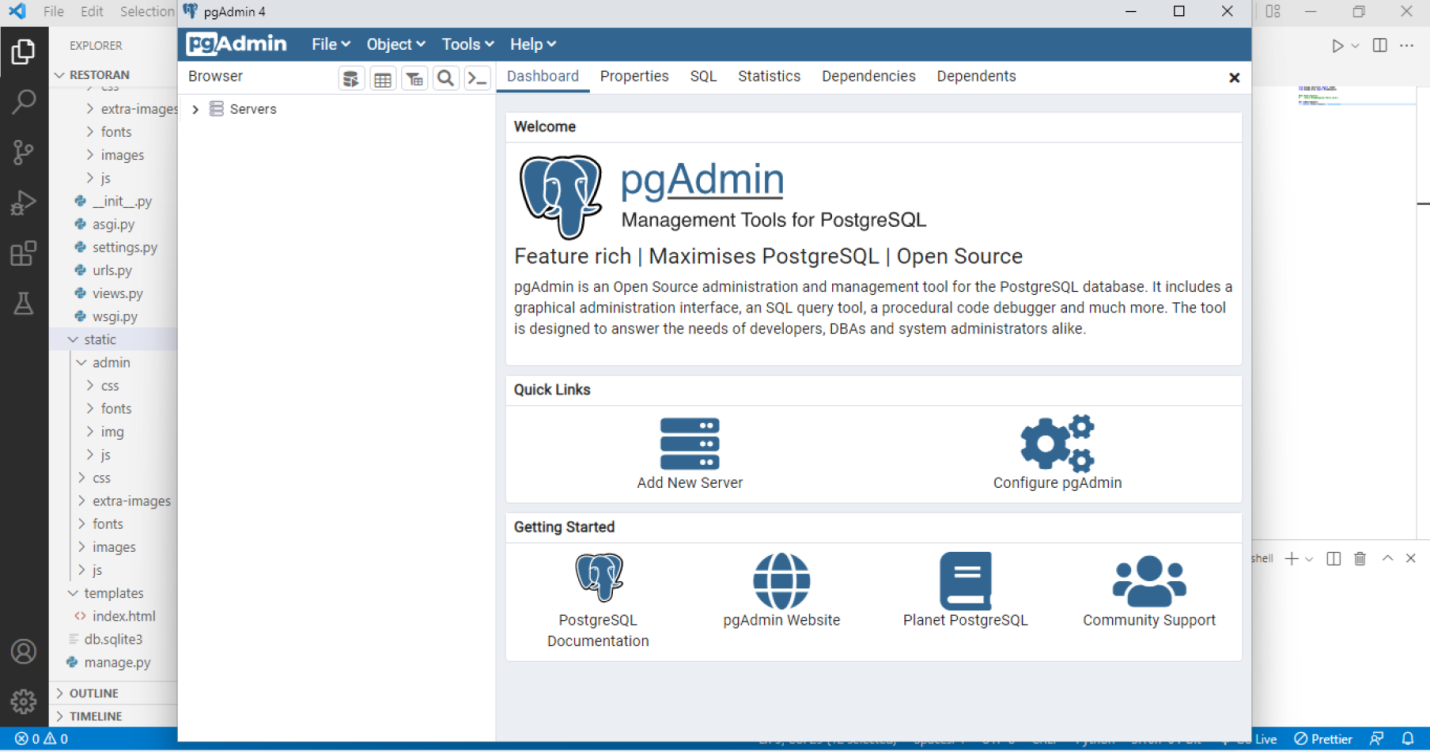 File Edit Selection
pgAdmin 4
EXPLORER
RESTORAN
css
extra-images
fonts
images
js
__init__.py
asgi.py
settings.py
urls.py
views.py
wsgi.py
static
admin
css
fonts
img
js
css
extra-images
fonts
images
js
templates
index.html
db.sqlite3
manage.py
OUTLINE
TIMELINE
0 0
pgAdmin File Object Tools Help
Browser
Servers
Dashboard Properties SQL Statistics Dependencies Dependents
Welcome
pgAdmin
Management Tools for PostgreSQL
Feature rich | Maximises PostgreSQL | Open Source
pgAdmin is an Open Source administration and management tool for the PostgreSQL database. It includes a
graphical administration interface, an SQL query tool, a procedural code debugger and much more. The tool
is designed to answer the needs of developers, DBAs and system administrators alike.
Quick Links
Add New Server
Configure pgAdmin
Getting Started
PostgreSQL
Documentation
pgAdmin Website
Planet PostgreSQL
Community Support
Live Prettier